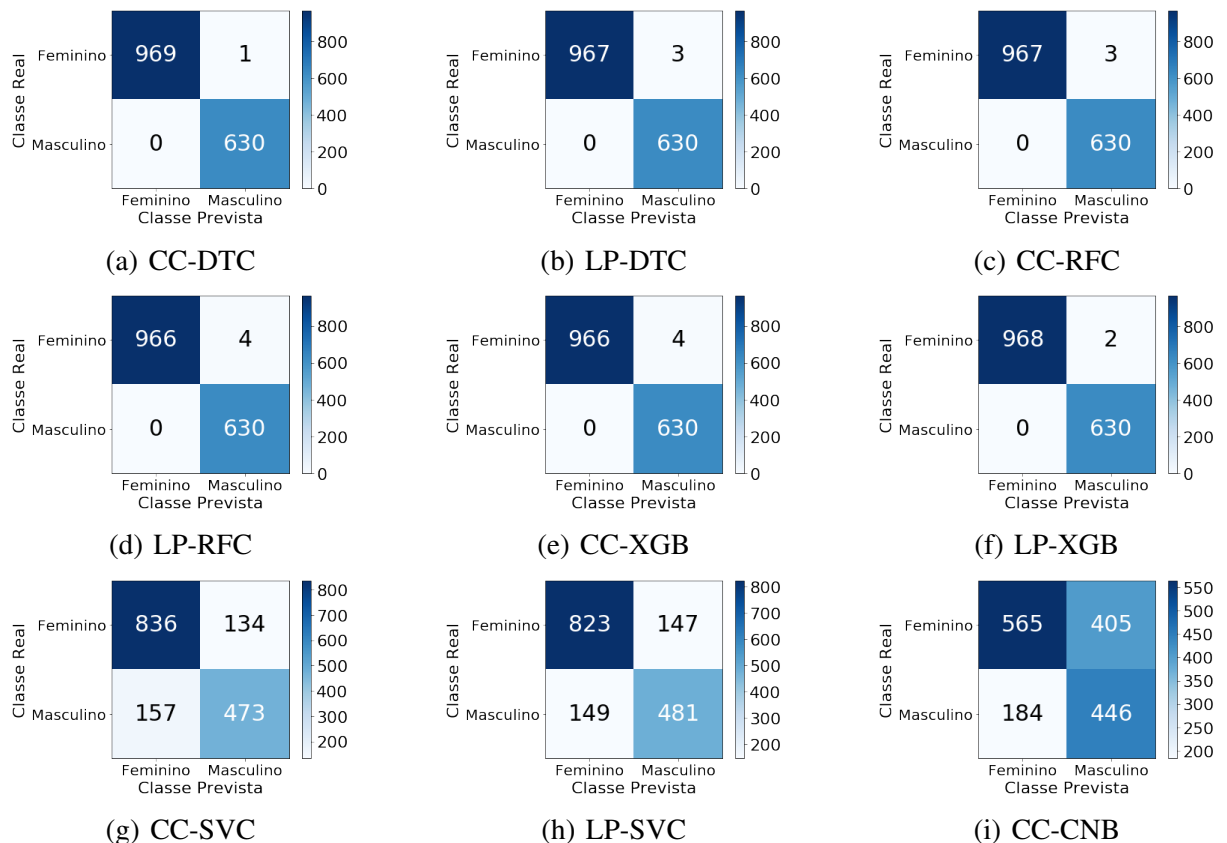 Classe Real
Feminino 969 1
Masculino 0 630
Feminino Masculino
Classe Prevista
800
600
400
200
0
(a) CC-DTC
Classe Real
Feminino 967 3
Masculino 0 630
Feminino Masculino
Classe Prevista
800
600
400
200
0
(b) LP-DTC
Classe Real
Feminino 967 3
Masculino 0 630
Feminino Masculino
Classe Prevista
800
600
400
200
0
(c) CC-RFC
Classe Real
Feminino 966 4
Masculino 0 630
Feminino Masculino
Classe Prevista
800
600
400
200
0
(d) LP-RFC
Classe Real
Feminino 966 4
Masculino 0 630
Feminino Masculino
Classe Prevista
800
600
400
200
0
(e) CC-XGB
Classe Real
Feminino 968 2
Masculino 0 630
Feminino Masculino
Classe Prevista
800
600
400
200
0
(f) LP-XGB
Classe Real
Feminino 836 134
Masculino 157 473
Feminino Masculino
Classe Prevista
800
700
600
500
400
300
200
(g) CC-SVC
Classe Real
Feminino 823 147
Masculino 149 481
Feminino Masculino
Classe Prevista
800
700
600
500
400
300
200
(h) LP-SVC
Classe Real
Feminino 565 405
Masculino 184 446
Feminino Masculino
Classe Prevista
550
500
450
400
350
300
250
200
(i) CC-CNB